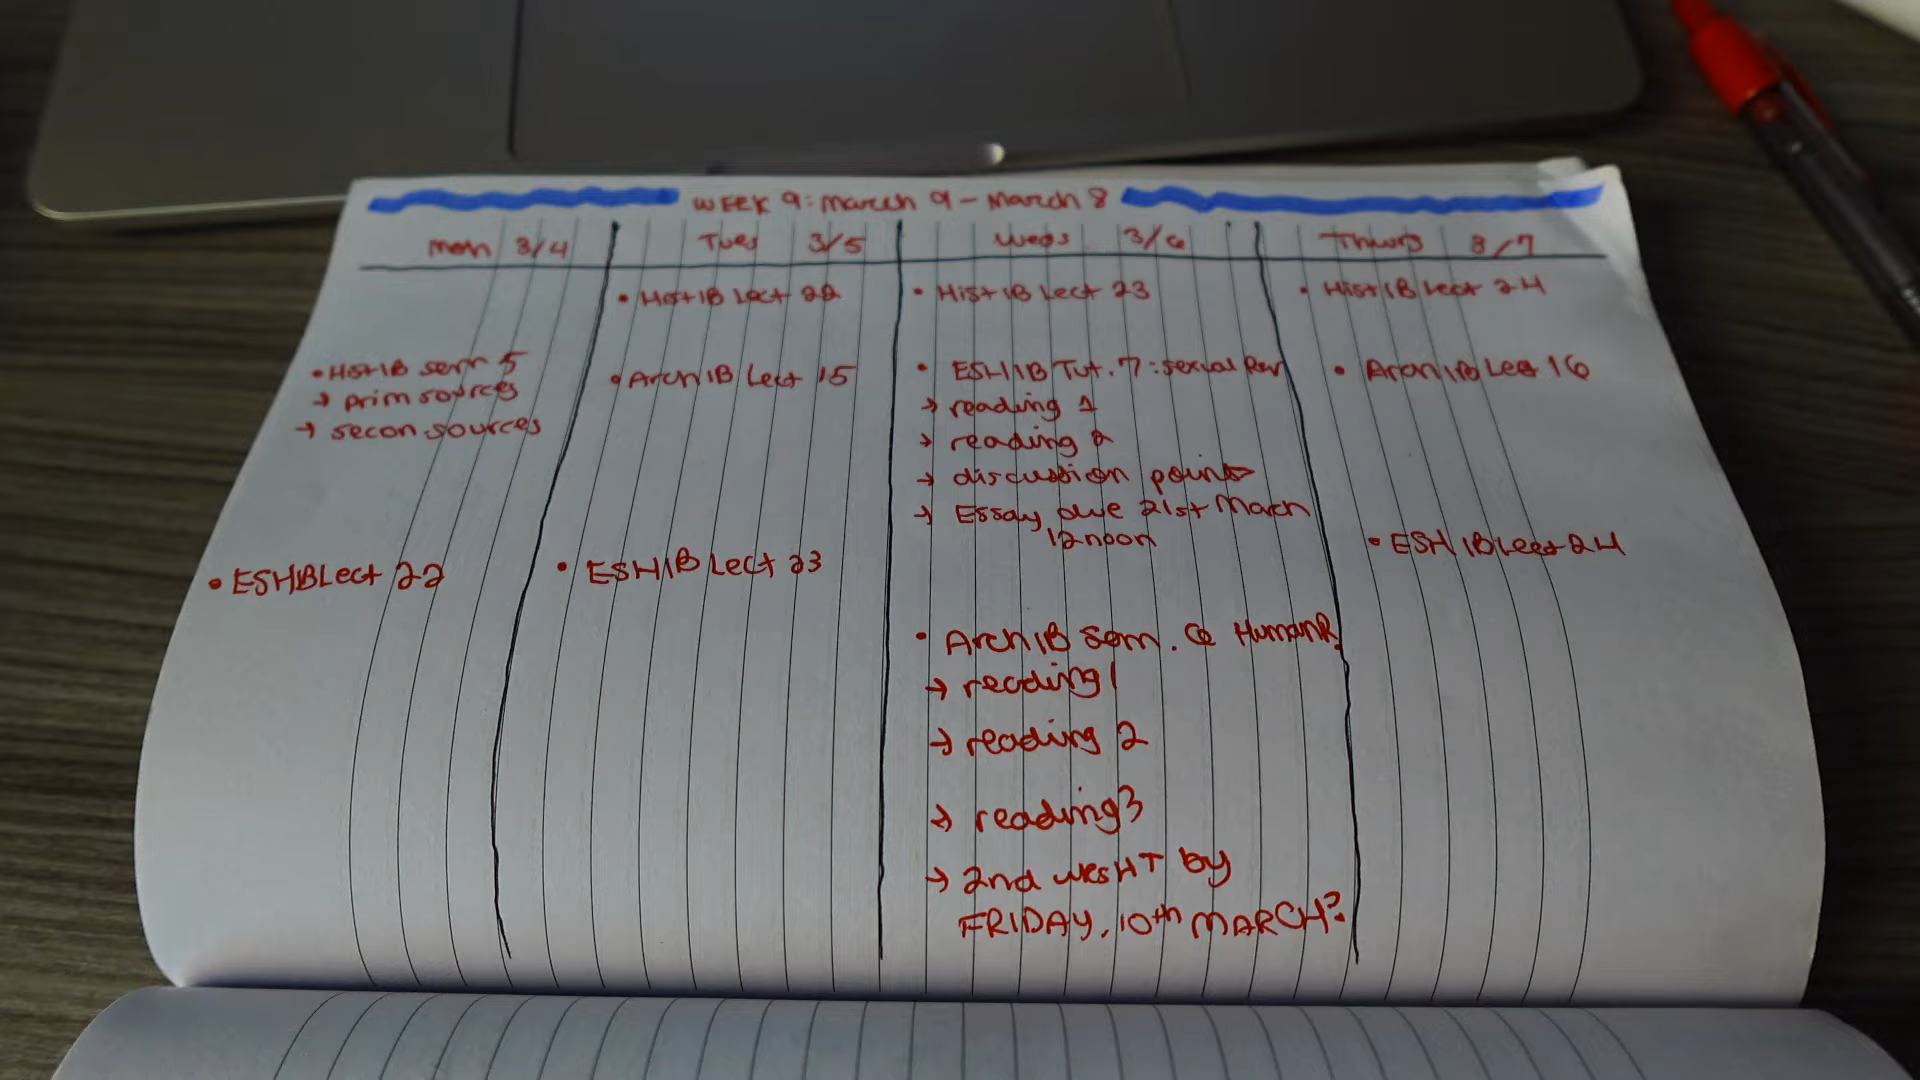 WEEK 9: March 9 - March 8
Mon 3/4
Tues 3/5
Weds 3/6
Thurs 8/7
• Hist1B sem 5
→ prim sources
→ secon. sources
• ESH1B Lect 22
• Hist1B Lect 22
• Arch1B Lect 15
• ESH1B Lect 23
• Hist1B Lect 23
• ESH1B Tut. 7: sexual Rev
→ reading 1
→ reading 2
→ discussion points
→ Essay due 21st March
12noon
• Arch1B Sem. @ HumanR.
→ reading 1
→ reading 2
→ reading 3
→ 2nd by
FRIDAY, 10th MARCH?
• Hist1B Lect 24
• Arch1B Lect 16
• ESH1B Lect 24